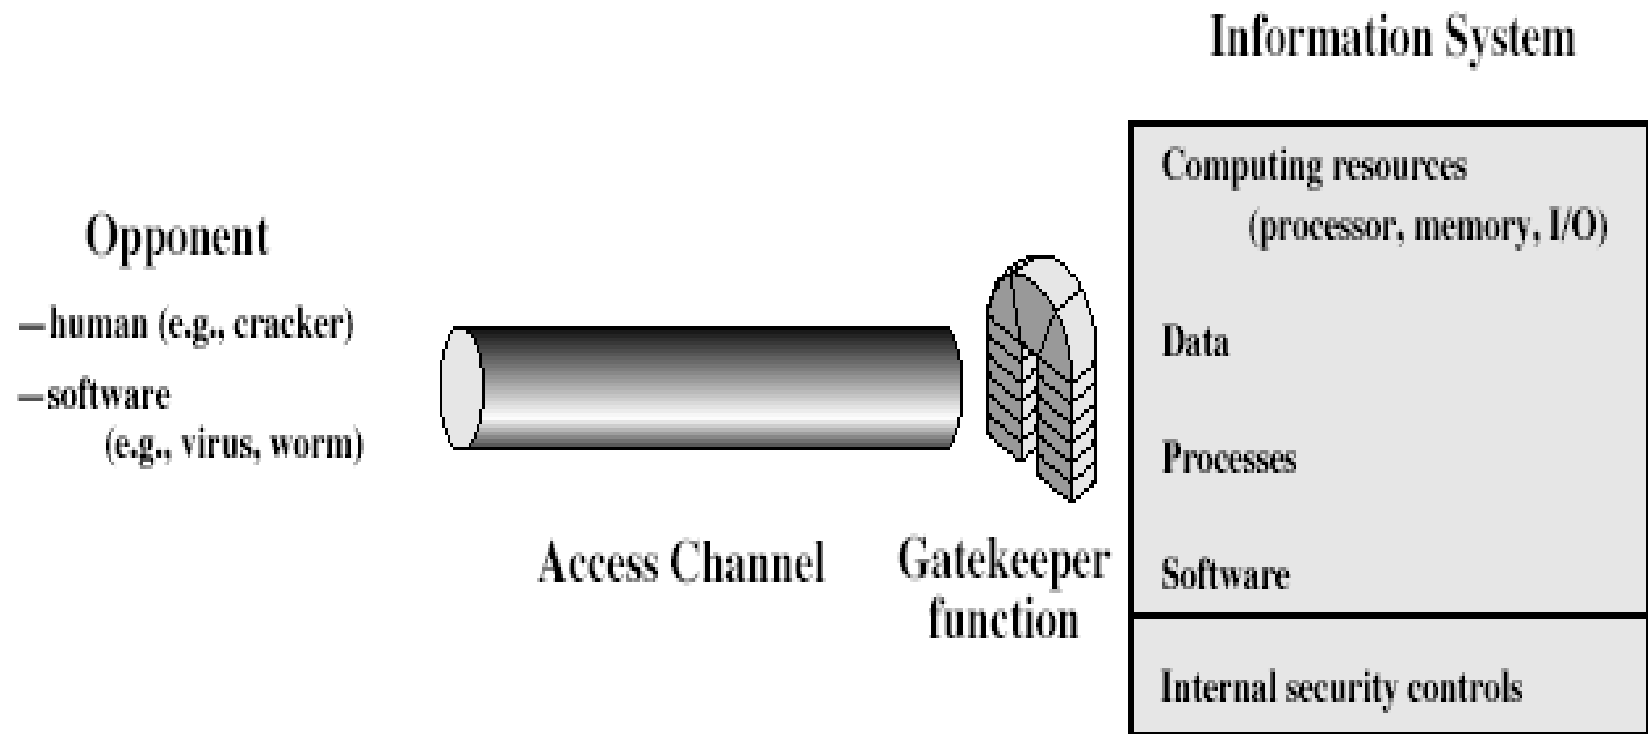 Information System
Opponent
—human (e.g., cracker)
—software
(e.g., virus, worm)
Access Channel
Gatekeeper
function
Computing resources
(processor, memory, I/O)
Data
Processes
Software
Internal security controls